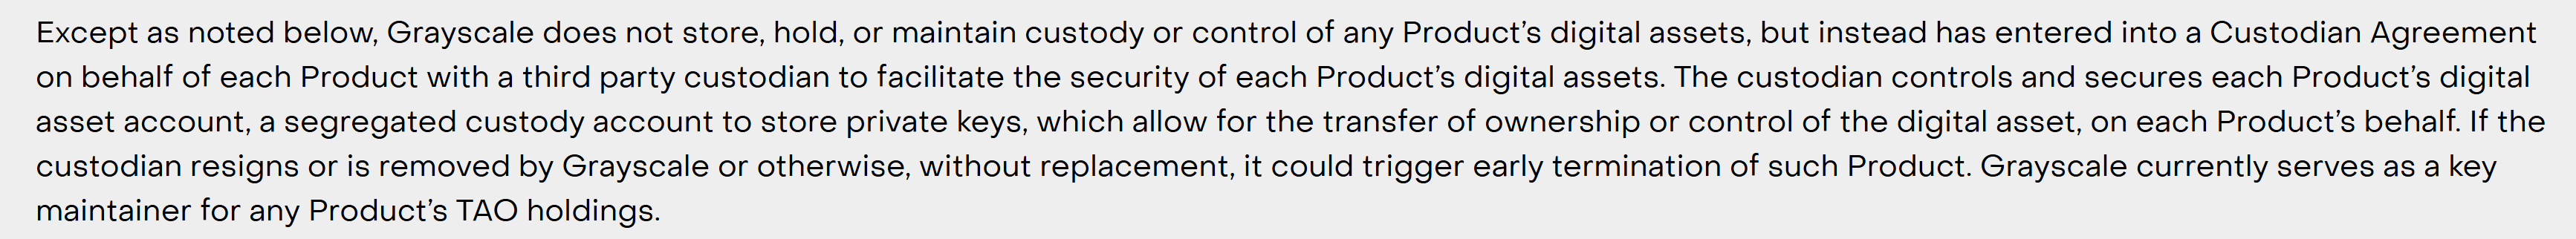 Except as noted below, Grayscale does not store, hold, or maintain custody or control of any Product’s digital assets, but instead has entered into a Custodian Agreement
on behalf of each Product with a third party custodian to facilitate the security of each Product’s digital assets. The custodian controls and secures each Product’s digital
asset account, a segregated custody account to store private keys, which allow for the transfer of ownership or control of the digital asset, on each Product’s behalf. If the
custodian resigns or is removed by Grayscale or otherwise, without replacement, it could trigger early termination of such Product. Grayscale currently serves as a key
maintainer for any Product’s TAO holdings.